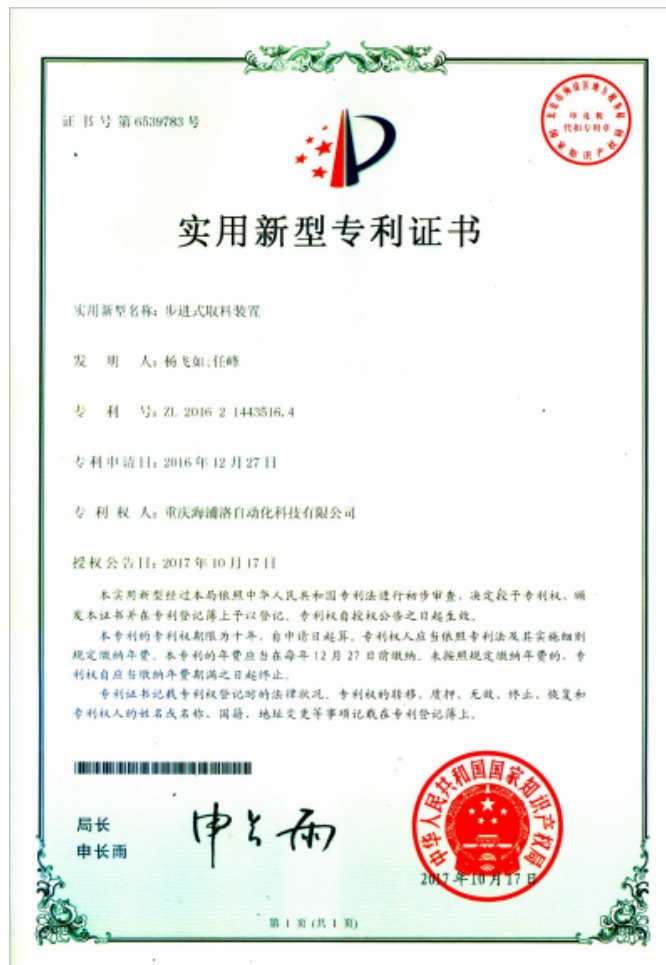 证书号第6539783号
印花税
代扣专用章
实用新型专利证书
实用新型名称：步进式取料装置
发明人：杨飞如;任峰
专利号：ZL 2016 2 1443516.4
专利申请日：2016年12月27日
专利权人：重庆海浦洛自动化科技有限公司
授权公告日：2017年10月17日
本实用新型经过本局依照中华人民共和国专利法进行初步审查，决定授予专利权，颁
发本证书并在专利登记簿上予以登记。专利权自授权公告之日起生效。
本专利的专利权期限为十年，自申请日起算。专利权人应当依照专利法及其实施细则
规定缴纳年费。本专利的年费应当在每年12月27日前缴纳。未按照规定缴纳年费的，专
利权自应当缴纳年费期满之日起终止。
专利证书记载专利权登记时的法律状况。专利权的转移、质押、无效、终止、恢复和
专利权人的姓名或名称、国籍、地址变更等事项记载在专利登记簿上。
局长
申长雨
申长雨
中华人民共和国国家知识产权局
2017年10月17日
第1页(共1页)